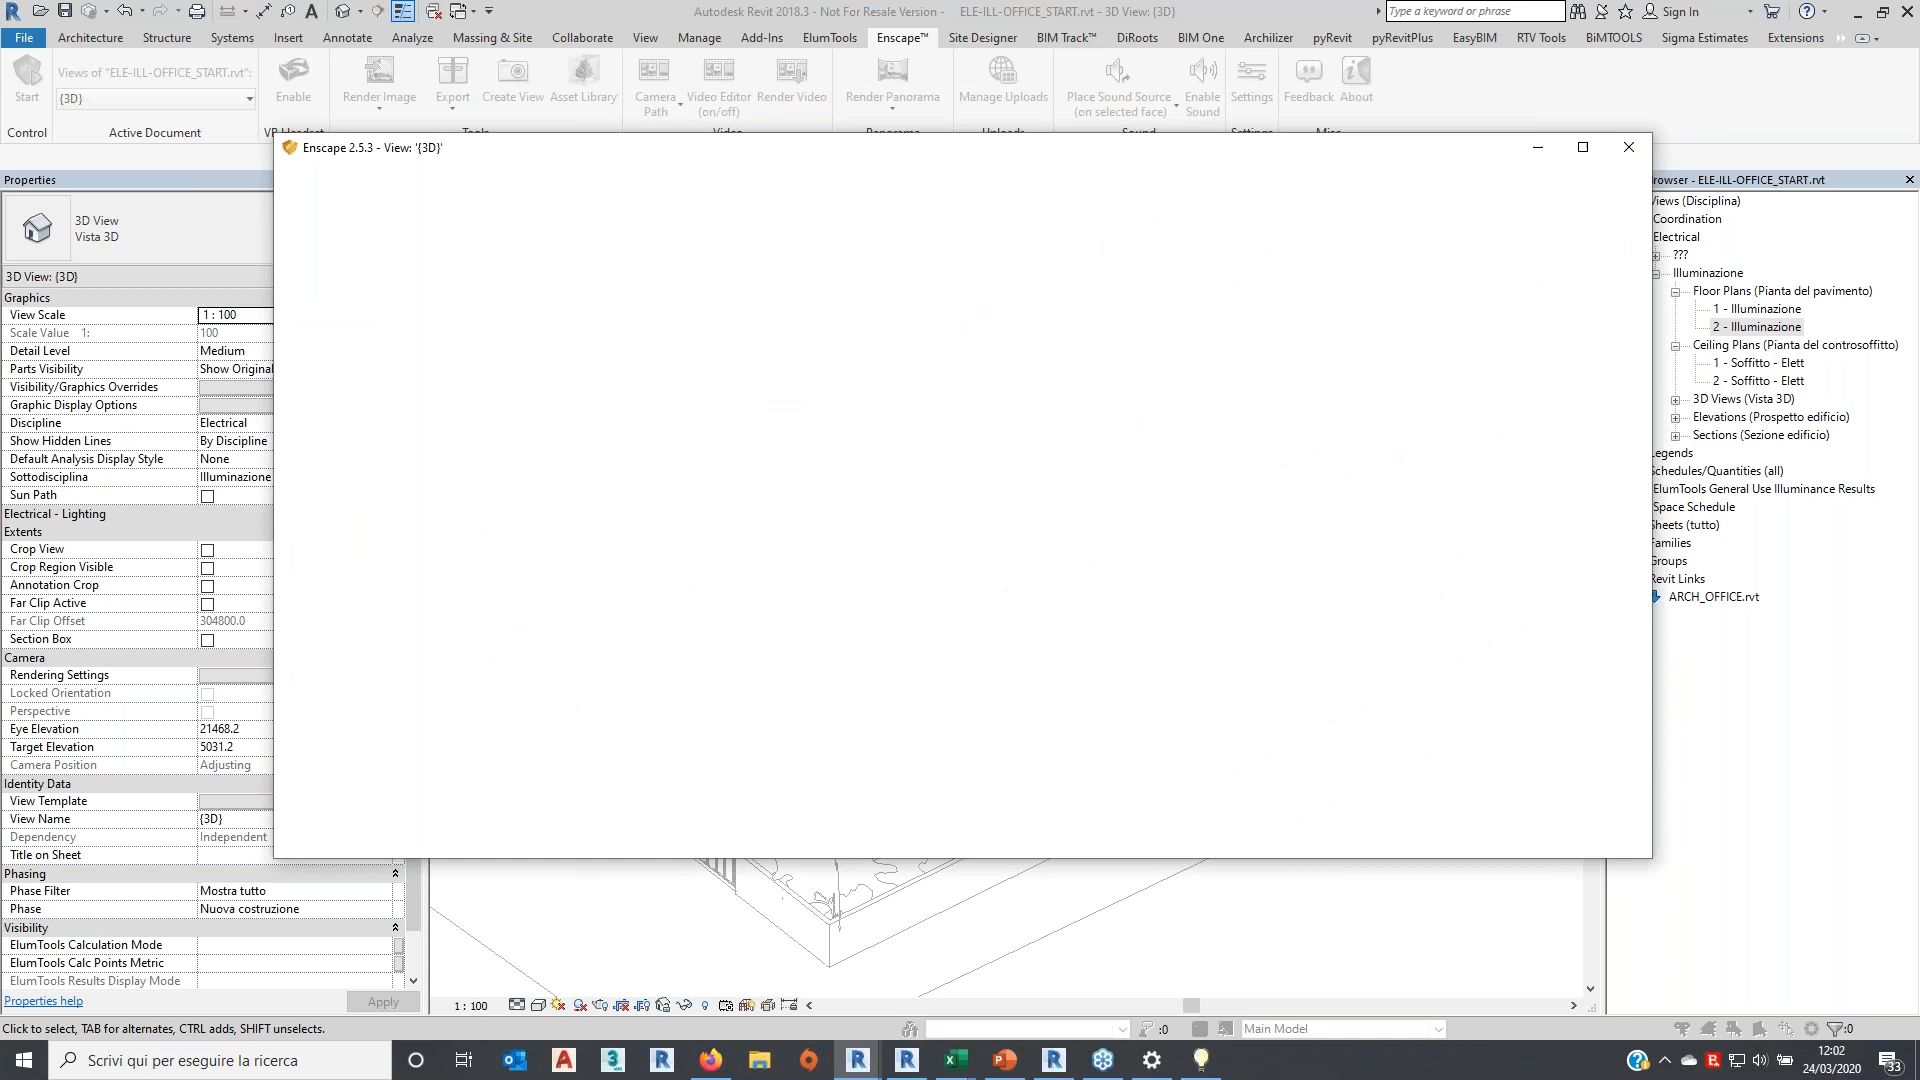 Autodesk Revit 2018.3 - Not For Resale Version - ELE-ILL-OFFICE_START.rvt - 3D View: {3D}
Type a keyword or phrase
Sign In
File Architecture Structure Systems Insert Annotate Analyze Massing & Site Collaborate View Manage Add-Ins ElumTools Enscape™ Site Designer BIM Track™ DiRoots BIM One Archilizer pyRevit pyRevitPlus EasyBIM RTV Tools BiMTOOLS Sigma Estimates Extensions
Views of "ELE-ILL-OFFICE_START.rvt":
{3D}
Start Enable Render Image Export Create View Asset Library Camera Path Video Editor (on/off) Render Video Render Panorama Manage Uploads Place Sound Source (on selected face) Enable Sound Settings Feedback About
Control Active Document
Enscape 2.5.3 - View: '{3D}'
Properties
3D View
Vista 3D
3D View: {3D}
Graphics
View Scale 1 : 100
Scale Value 1: 100
Detail Level Medium
Parts Visibility Show Original
Visibility/Graphics Overrides
Graphic Display Options
Discipline Electrical
Show Hidden Lines By Discipline
Default Analysis Display Style None
Sottodisciplina Illuminazione
Sun Path
Electrical - Lighting
Extents
Crop View
Crop Region Visible
Annotation Crop
Far Clip Active
Far Clip Offset 304800.0
Section Box
Camera
Rendering Settings
Locked Orientation
Perspective
Eye Elevation 21468.2
Target Elevation 5031.2
Camera Position Adjusting
Identity Data
View Template
View Name {3D}
Dependency Independent
Title on Sheet
Phasing
Phase Filter Mostra tutto
Phase Nuova costruzione
Visibility
ElumTools Calculation Mode
ElumTools Calc Points Metric
ElumTools Results Display Mode
Properties help Apply
rowser - ELE-ILL-OFFICE_START.rvt
Views (Disciplina)
Coordination
Electrical
???
Illuminazione
Floor Plans (Pianta del pavimento)
1 - Illuminazione
2 - Illuminazione
Ceiling Plans (Pianta del controsoffitto)
1 - Soffitto - Elett
2 - Soffitto - Elett
3D Views (Vista 3D)
Elevations (Prospetto edificio)
Sections (Sezione edificio)
Legends
Schedules/Quantities (all)
ElumTools General Use Illuminance Results
Space Schedule
Sheets (tutto)
Families
Groups
Revit Links
ARCH_OFFICE.rvt
1 : 100
Click to select, TAB for alternates, CTRL adds, SHIFT unselects.
:0
Main Model
:0
Scrivi qui per eseguire la ricerca
12:02
24/03/2020
33